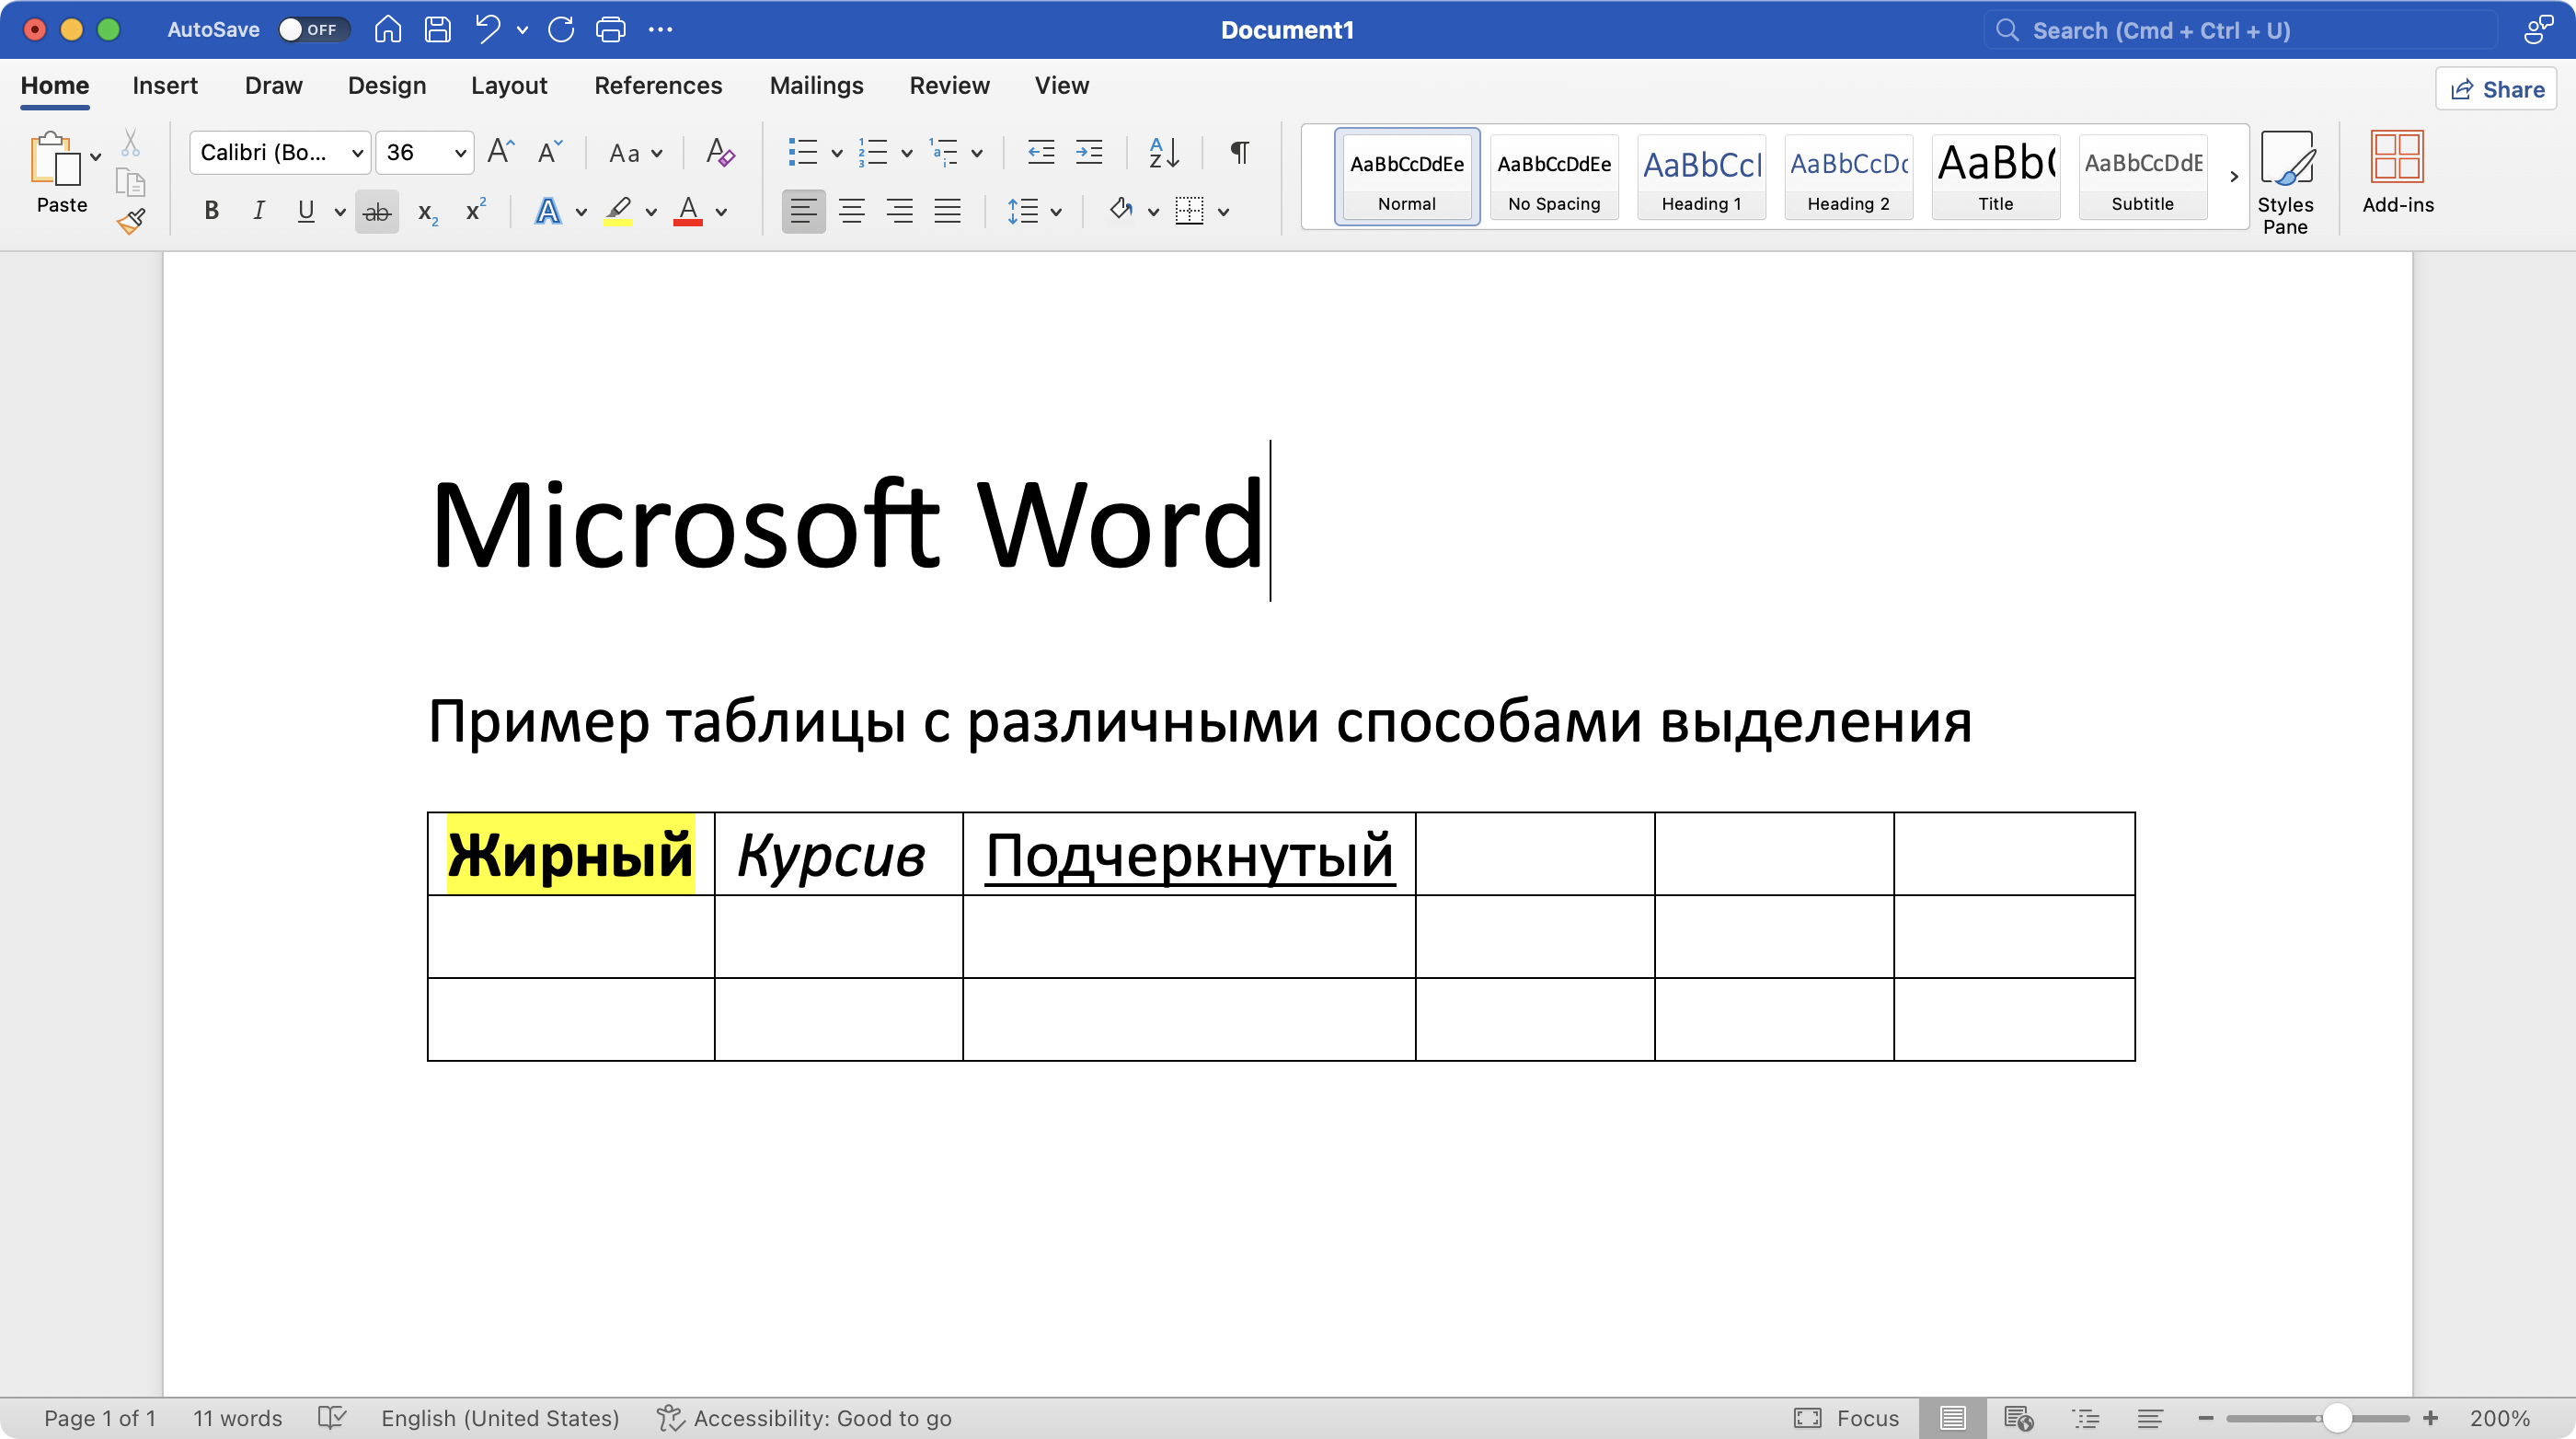 AutoSave OFF Document1 Search (Cmd + Ctrl + U)
Home Insert Draw Design Layout References Mailings Review View Share
Paste Calibri (Bo... 36 Aa AaBbCcDdEe Normal AaBbCcDdEe No Spacing AaBbCcI Heading 1 AaBbCcDc Heading 2 AaBb( Title AaBbCcDdE Subtitle Styles Pane Add-ins
Microsoft Word
Пример таблицы с различными способами выделения
Жирный Курсив Подчеркнутый
Page 1 of 1 11 words English (United States) Accessibility: Good to go Focus 200%